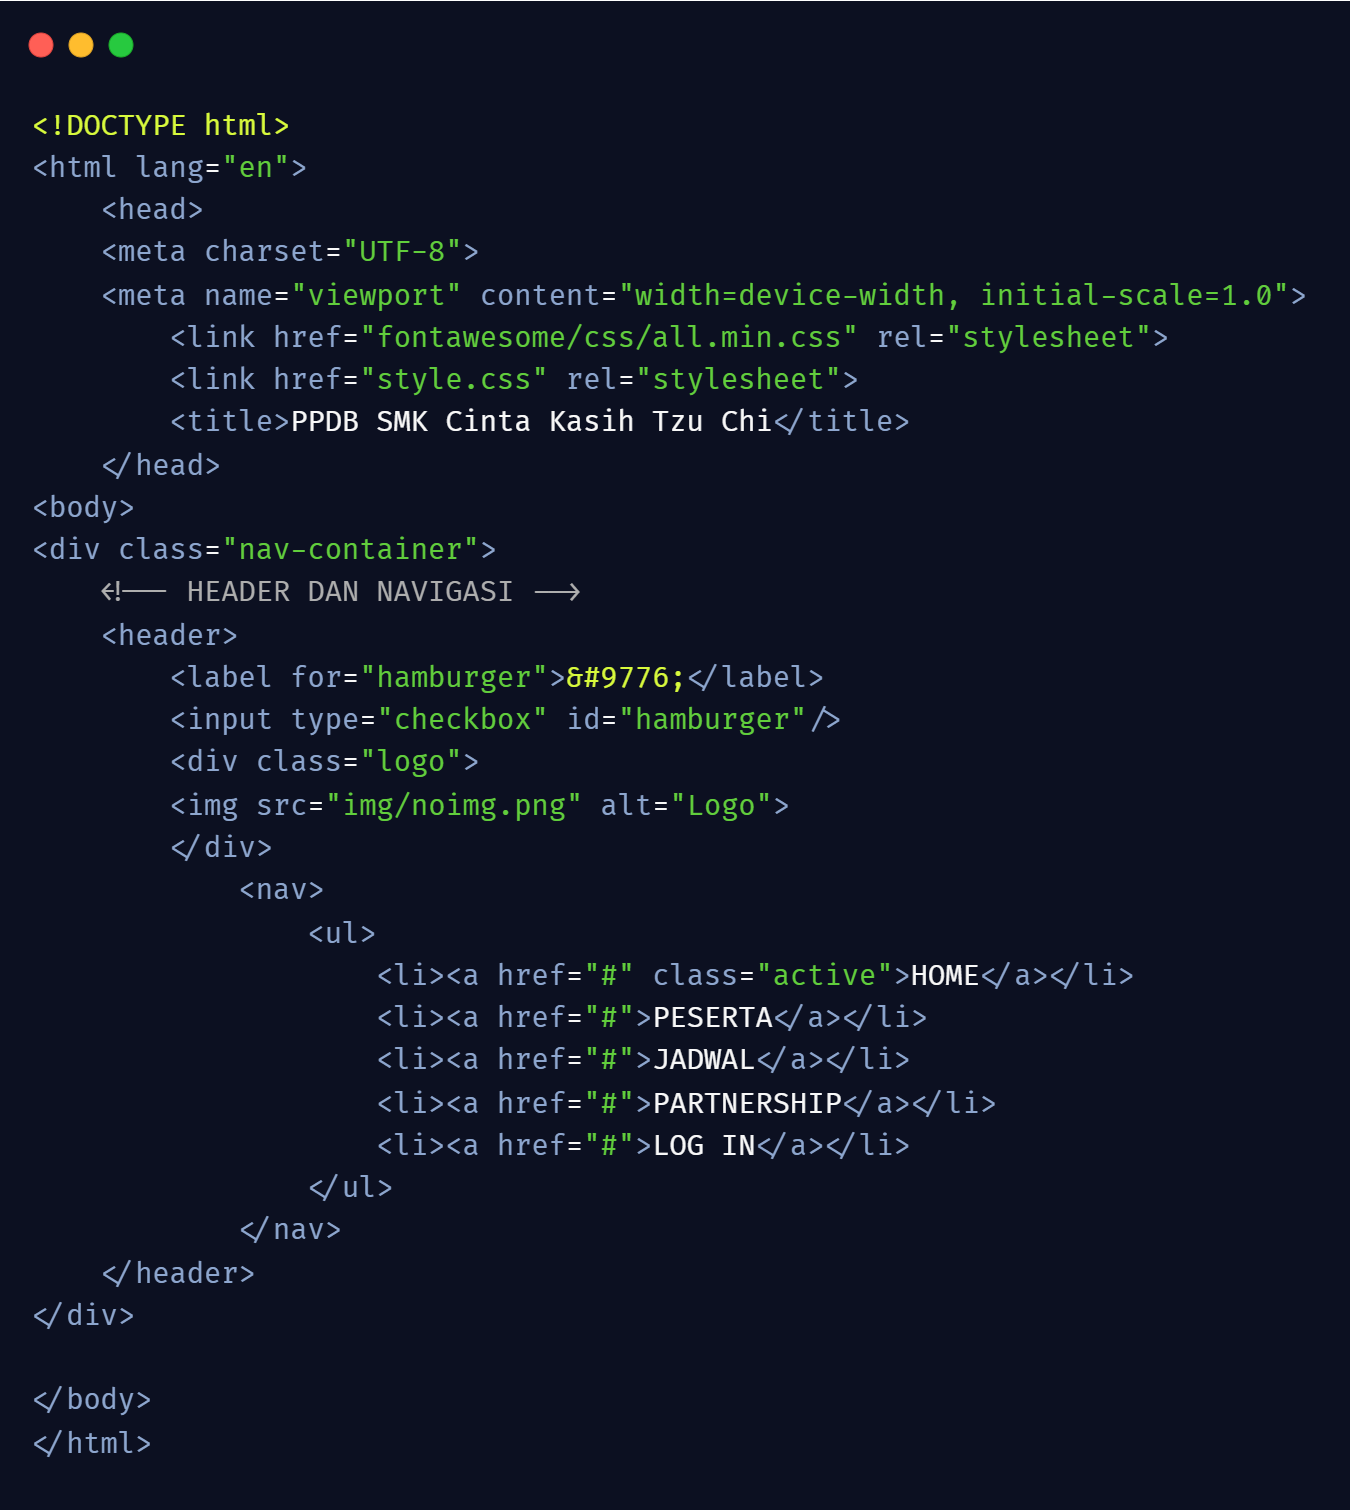 <!DOCTYPE html>
<html lang="en">
    <head>
    <meta charset="UTF-8">
    <meta name="viewport" content="width=device-width, initial-scale=1.0">
        <link href="fontawesome/css/all.min.css" rel="stylesheet">
        <link href="style.css" rel="stylesheet">
        <title>PPDB SMK Cinta Kasih Tzu Chi</title>
    </head>
<body>
<div class="nav-container">
    <!-- HEADER DAN NAVIGASI -->
    <header>
        <label for="hamburger">&#9776;</label>
        <input type="checkbox" id="hamburger"/>
        <div class="logo">
        <img src="img/noimg.png" alt="Logo">
        </div>
            <nav>
                <ul>
                    <li><a href="#" class="active">HOME</a></li>
                    <li><a href="#">PESERTA</a></li>
                    <li><a href="#">JADWAL</a></li>
                    <li><a href="#">PARTNERSHIP</a></li>
                    <li><a href="#">LOG IN</a></li>
                </ul>
            </nav>
    </header>
</div>

</body>
</html>